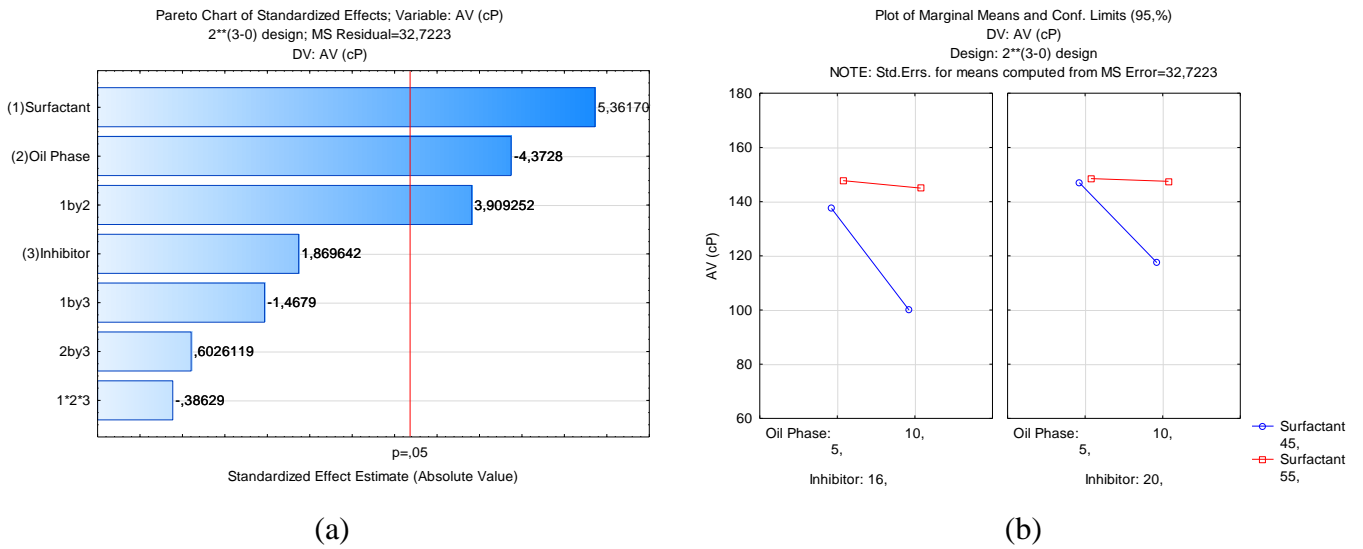 Pareto Chart of Standardized Effects; Variable: AV (cP)
2**(3-0) design; MS Residual=32,7223
DV: AV (cP)
(1)Surfactant
5,36170
(2)Oil Phase
-4,3728
1by2
3,909252
(3)Inhibitor
1,869642
1by3
-1,4679
2by3
,6026119
1*2*3
-,38629
p=,05
Standardized Effect Estimate (Absolute Value)
(a)
Plot of Marginal Means and Conf. Limits (95,%)
DV: AV (cP)
Design: 2**(3-0) design
NOTE: Std.Errs. for means computed from MS Error=32,7223
AV (cP)
180
160
140
120
100
80
60
Oil Phase:
5,
10,
Inhibitor: 16,
Oil Phase:
5,
10,
Inhibitor: 20,
Surfactant
45,
Surfactant
55,
(b)